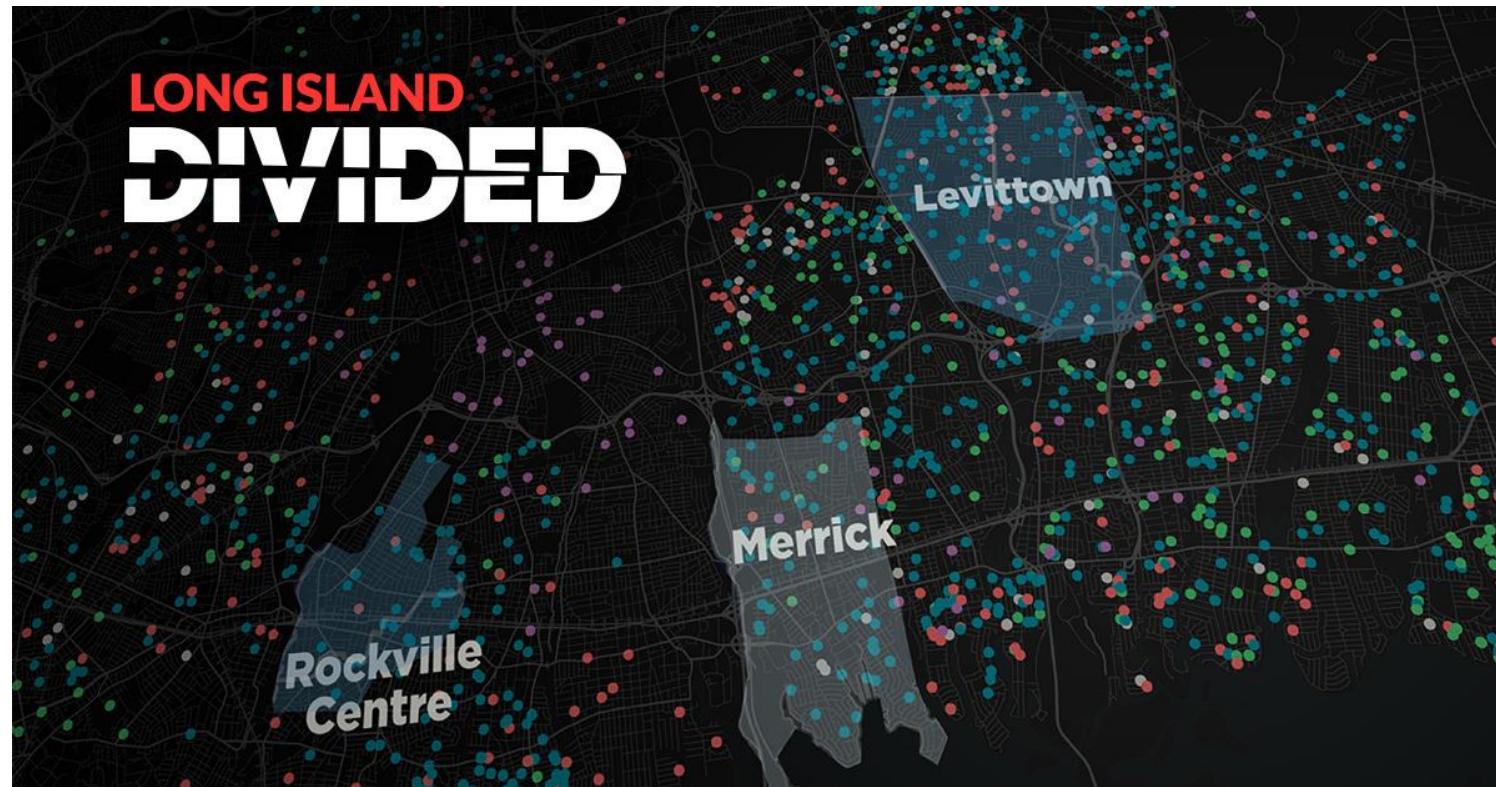 LONG ISLAND
DIVIDED
Levittown
Merrick
Rockville
Centre